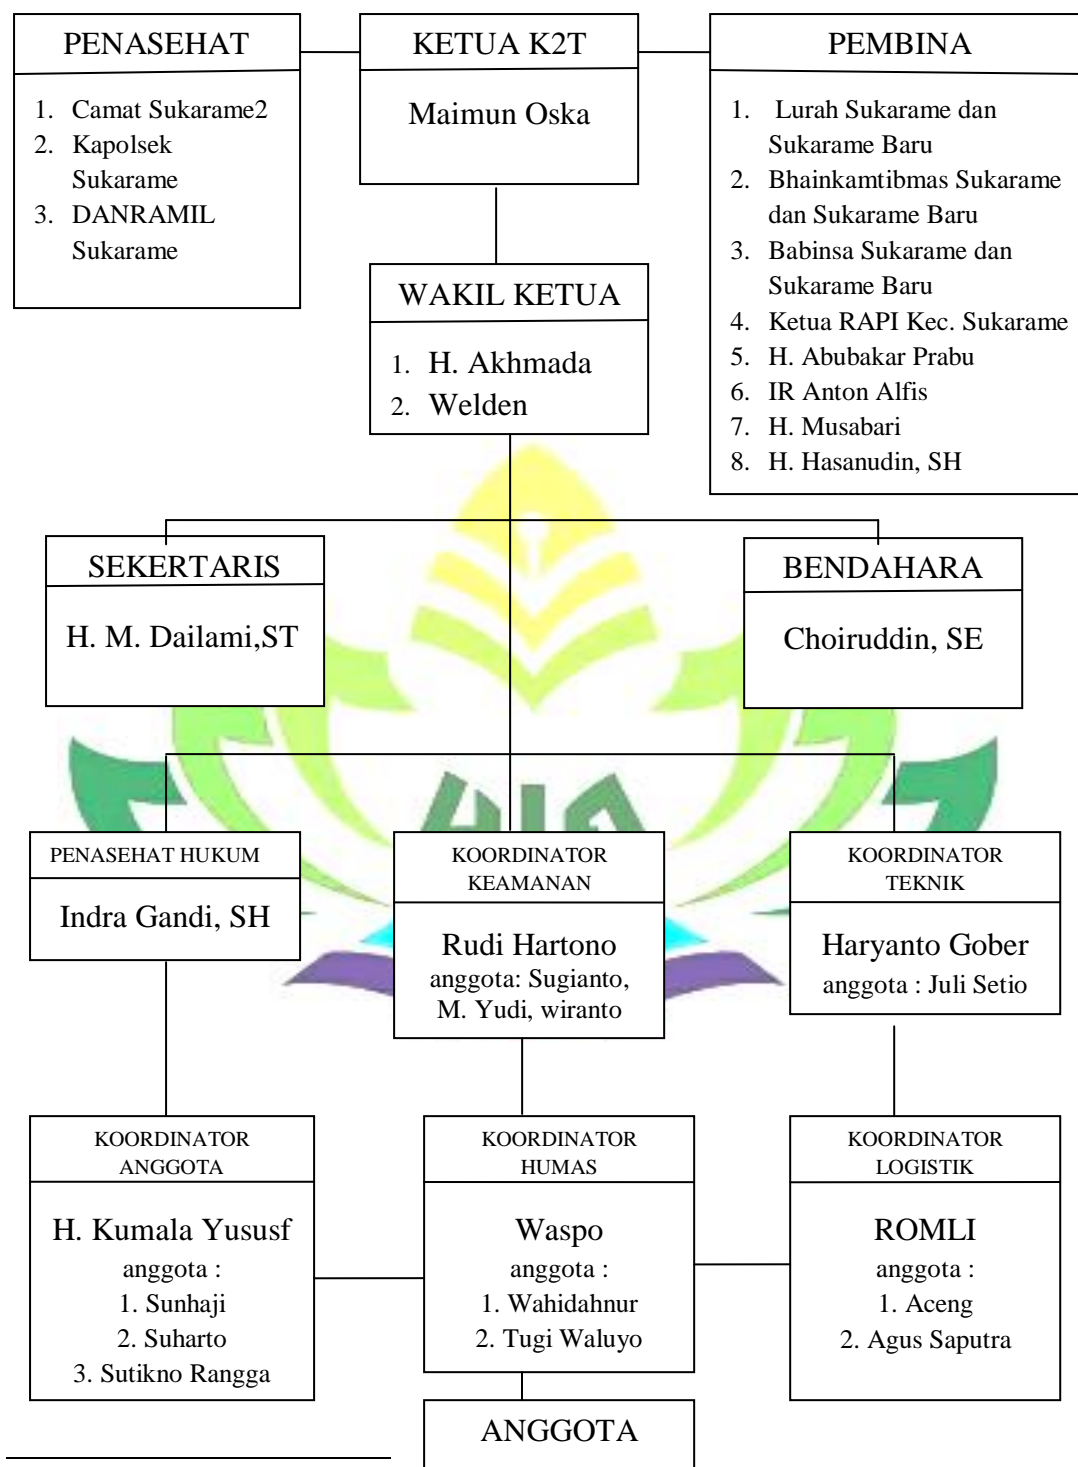 PENASEHAT
1. Camat Sukarame2
2. Kapolsek
Sukarame
3. DANRAMIL
Sukarame
KETUA K2T
Maimun Oska
PEMBINA
1. Lurah Sukarame dan
Sukarame Baru
2. Bhainkamtibmas Sukarame
dan Sukarame Baru
3. Babinsa Sukarame dan
Sukarame Baru
4. Ketua RAPI Kec. Sukarame
5. H. Abubakar Prabu
6. IR Anton Alfis
7. H. Musabari
8. H. Hasanudin, SH
WAKIL KETUA
1. H. Akhmada
2. Welden
SEKERTARIS
H. M. Dailami,ST
BENDAHARA
Choiruddin, SE
PENASEHAT HUKUM
Indra Gandi, SH
KOORDINATOR
KEAMANAN
Rudi Hartono
anggota: Sugianto,
M. Yudi, wiranto
KOORDINATOR
TEKNIK
Haryanto Gober
anggota : Juli Setio
KOORDINATOR
ANGGOTA
H. Kumala Yususf
anggota :
1. Sunhaji
2. Suharto
3. Sutikno Rangga
KOORDINATOR
HUMAS
Waspo
anggota :
1. Wahidahnur
2. Tugi Waluyo
KOORDINATOR
LOGISTIK
ROMLI
anggota :
1. Aceng
2. Agus Saputra
ANGGOTA